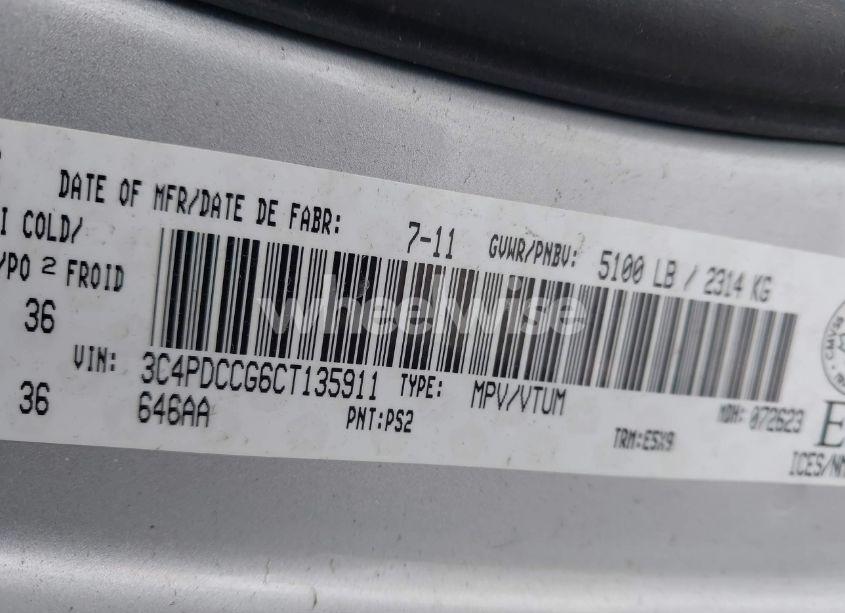 DATE OF MFR/DATE DE FABR: 7-11 GVWR/PNBV: 5100 LB / 2314 KG
I COLD/
/PO 2 FROID
36
wheelwise
VIN: 3C4PDCCG6CT135911 TYPE: MPV/VTUM MDH: 072623
36 646AA PNT:PS2 TRM:E5X9
ICES/NM